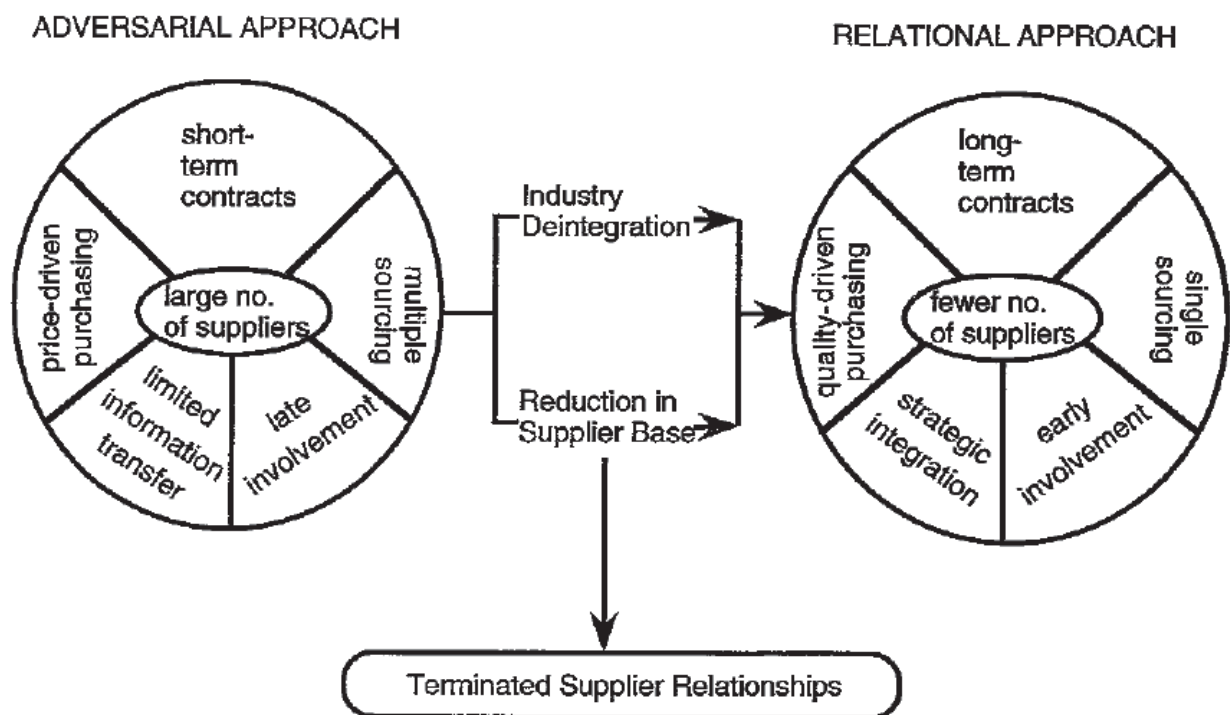 ADVERSARIAL APPROACH
short-
term
contracts
price-driven
purchasing
large no.
of suppliers
multiple
sourcing
limited
information
transfer
late
involvement
Industry
Deintegration
Reduction in
Supplier Base
Terminated Supplier Relationships
RELATIONAL APPROACH
long-
term
contracts
quality-driven
purchasing
fewer no.
of suppliers
single
sourcing
strategic
integration
early
involvement